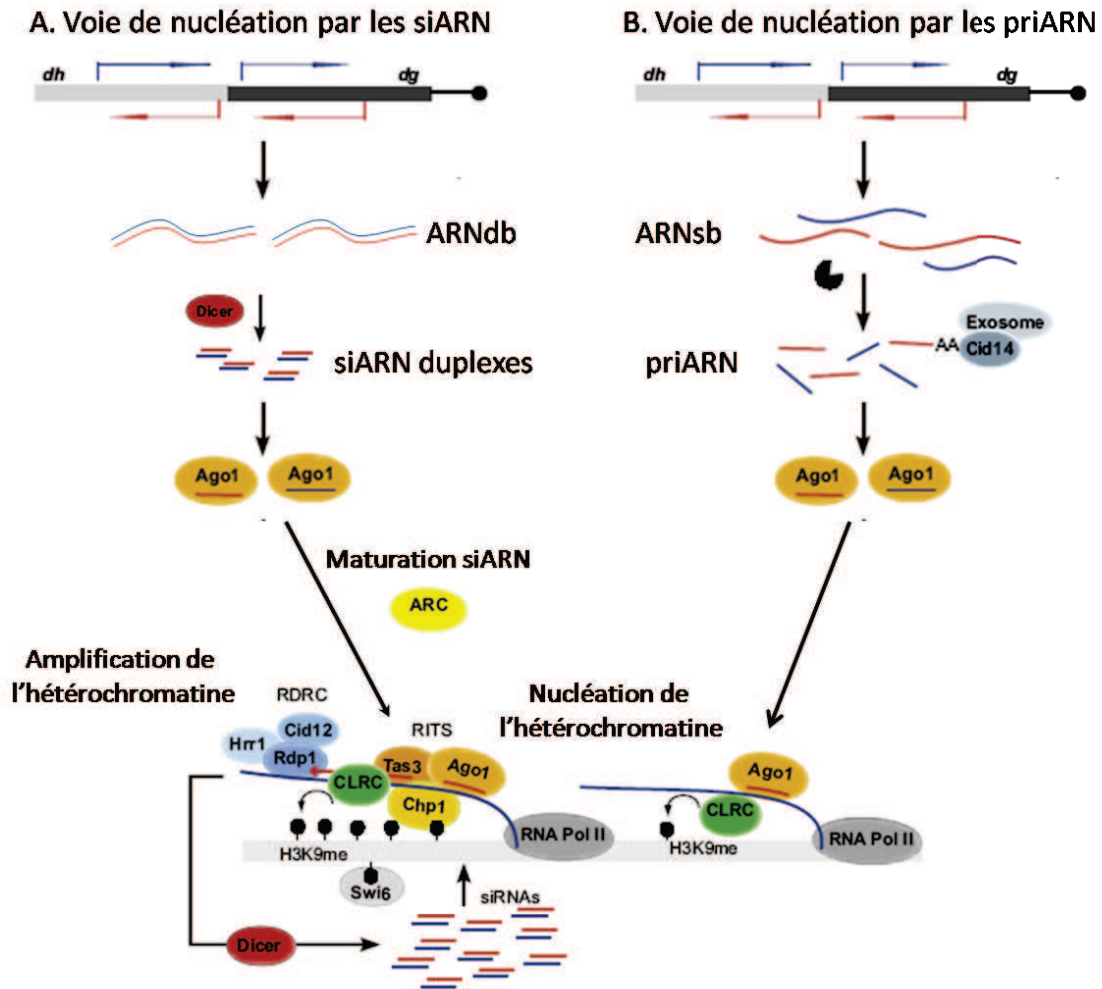 A. Voie de nucléation par les siARN
dh
dg
ARNdb
Dicer
siARN duplexes
Ago1
Ago1
B. Voie de nucléation par les priARN
dh
dg
ARNsb
priARN
AA
Exosome
Cid14
Ago1
Ago1
Maturation siARN
ARC
Amplification de
l'hétérochromatine
RDRC
Hrr1
Cid12
Rdp1
RITS
Tas3
Ago1
CLRC
Chp1
RNA Pol II
H3K9me
Swi6
siRNAs
Dicer
Nucléation de
l'hétérochromatine
Ago1
CLRC
H3K9me
RNA Pol II